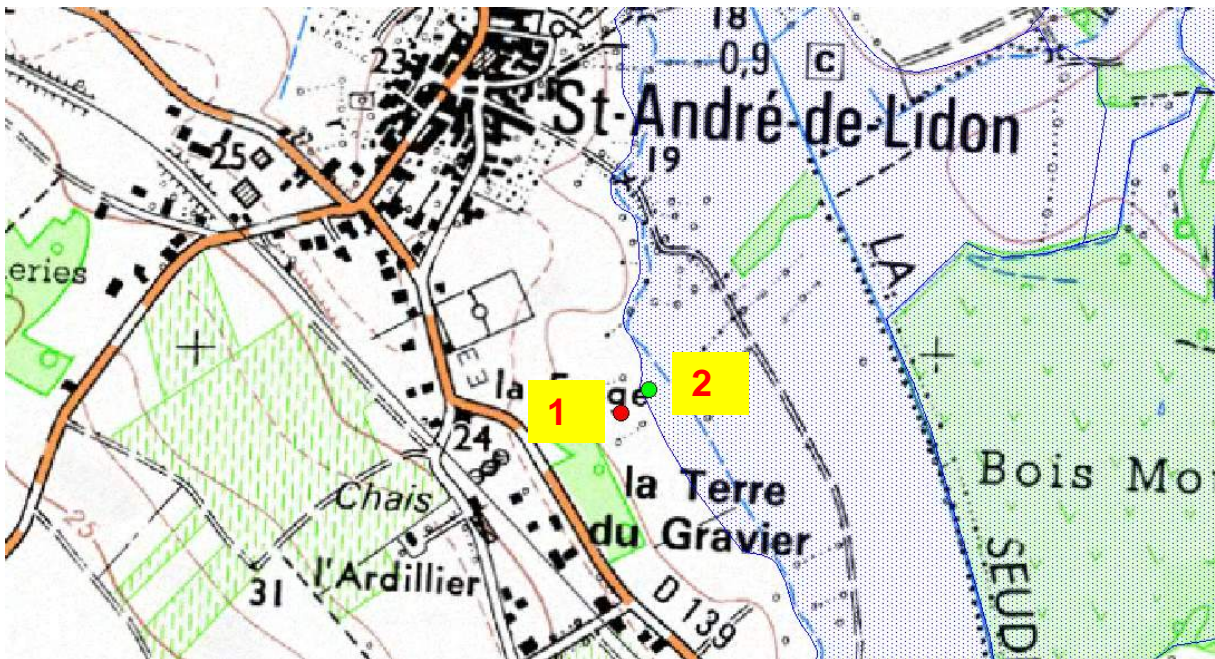 18
23
0,9
C
St-André-de-Lidon
25
19
LA
eries
E3
la
ge
2
1
24
la Terre
du Gravier
Chais
Bois Mo
25
l'Ardillier
31
D 139
SEUD